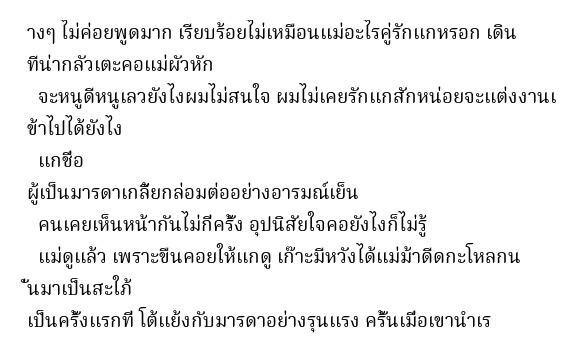 างๆ ไม่ค่อยพูดมาก เรียบร้อยไม่เหมือนแม่อะไรคู่รักแกหรอก เดิน
ทีน่ากลัวเตะคอแม่ผัวหัก
จะหนูดีหนูเลวยังไงผมไม่สนใจ ผมไม่เคยรักแกสักหน่อยจะแต่งงานเ
ข้าไปได้ยังไง
แกชือ
ผู้เป็นมารดาเกลี้ยกล่อมต่ออย่างอารมณ์เย็น
คนเคยเห็นหน้ากันไม่กี่ครั้ง อุปนิสัยใจคอยังไงก็ไม่รู้
แม่ดูแล้ว เพราะขืนคอยให้แกดู เก๊าะมีหวังได้แม่ม้าดีดกะโหลกน
ั้นมาเป็นสะใภ้
เป็นครั้งแรกที่ โต้แย้งกับมารดาอย่างรุนแรง ครั้นเมื่อเขานำเร